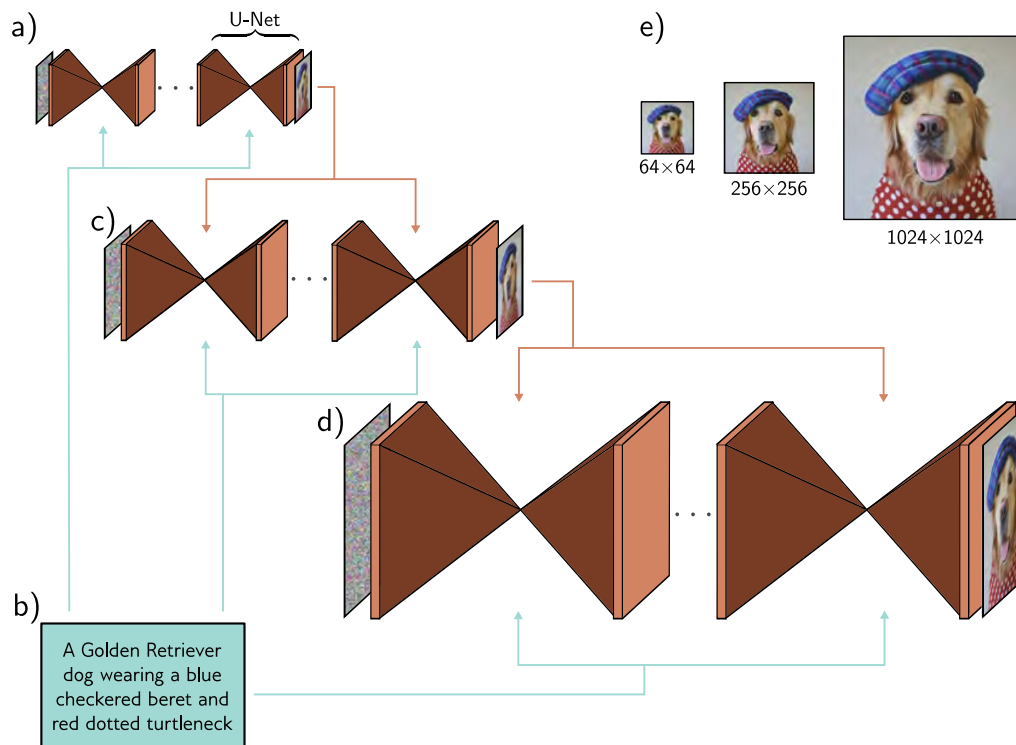 a)
U-Net
e)
64×64
256×256
1024×1024
c)
. . .
d)
b)
A Golden Retriever
dog wearing a blue
checkered beret and
red dotted turtleneck